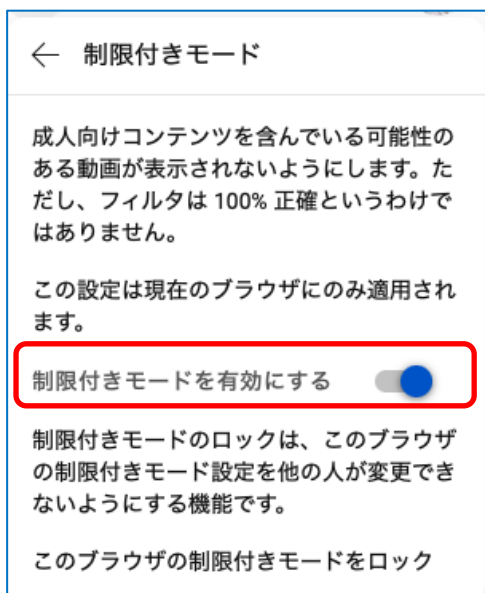 ← 制限付きモード
成人向けコンテンツを含んでいる可能性の
ある動画が表示されないようにします。た
だし、フィルタは 100% 正確というわけで
はありません。
この設定は現在のブラウザにのみ適用され
ます。
制限付きモードを有効にする
制限付きモードのロックは、このブラウザ
の制限付きモード設定を他の人が変更でき
ないようにする機能です。
このブラウザの制限付きモードをロック